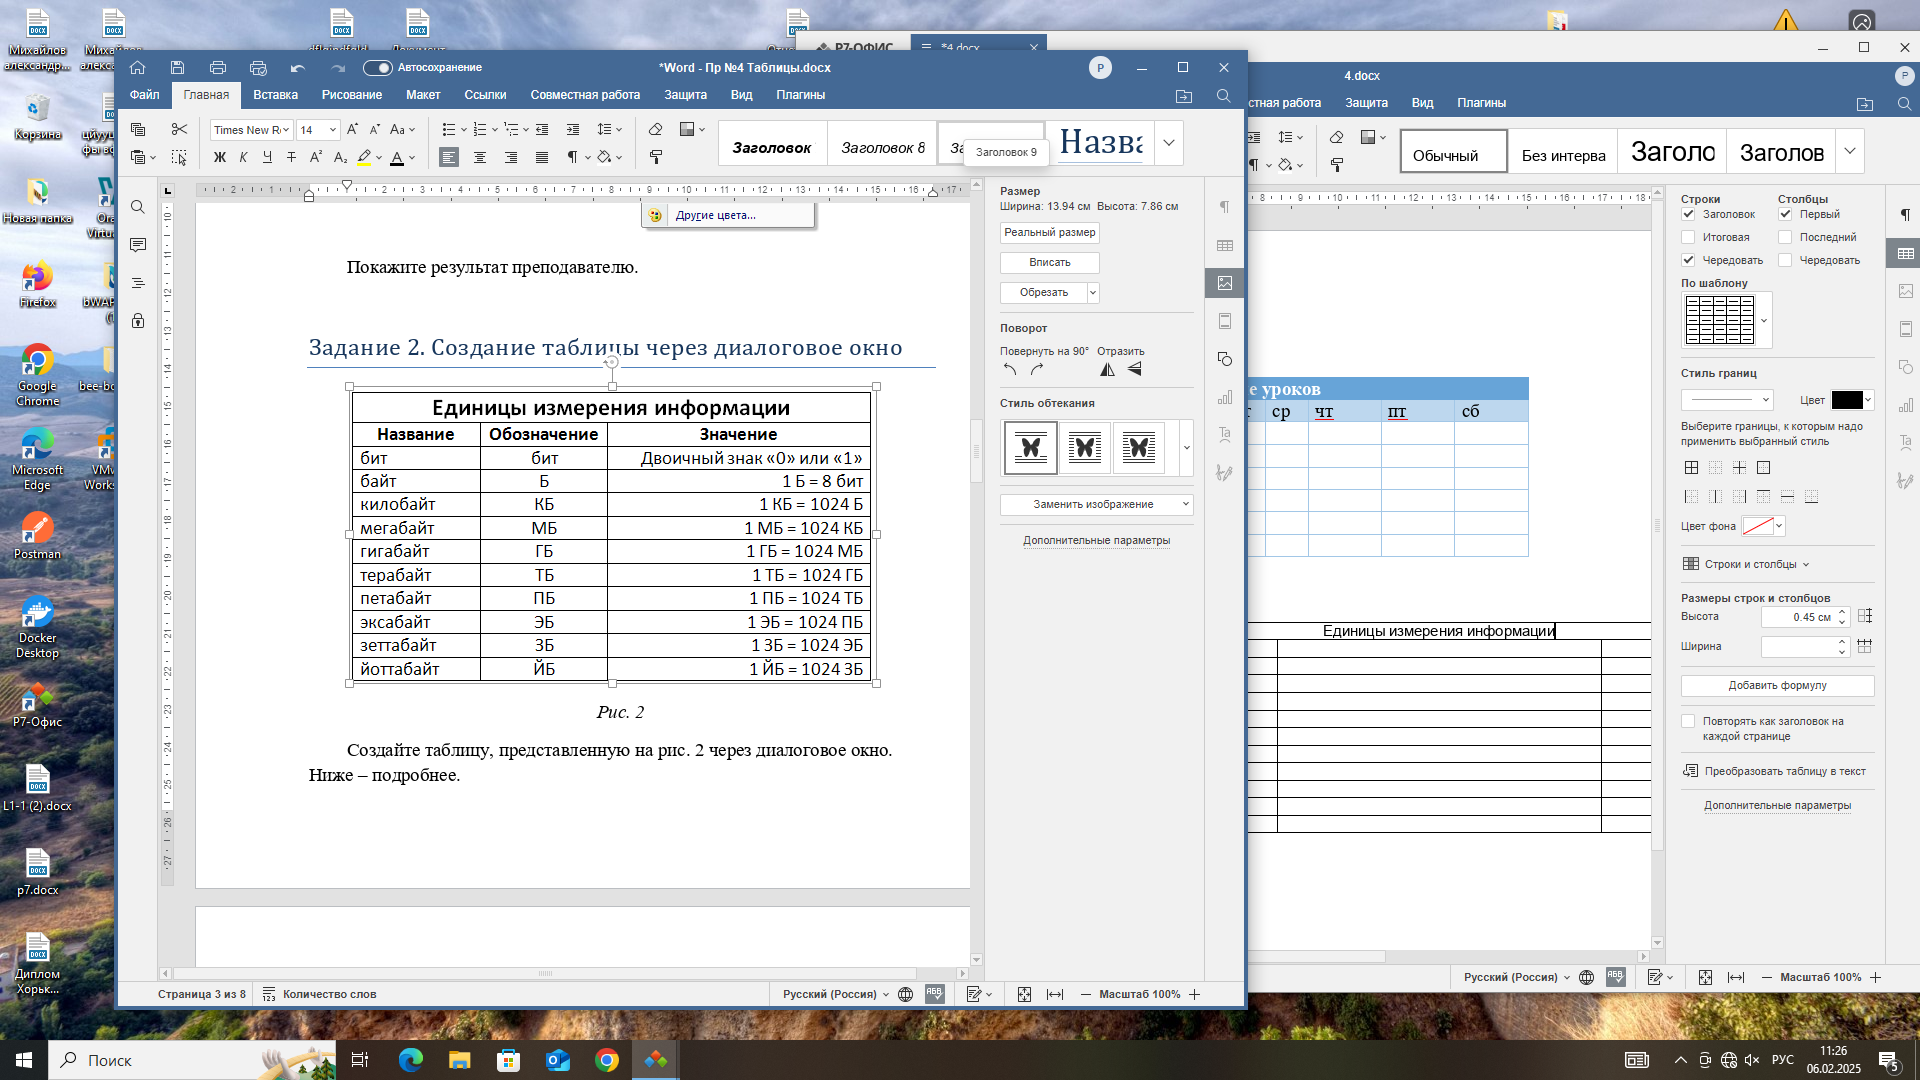 Михайлов
александр...
Михайлов
Р7-ОФИС
*4.docx
4.docx
P
*Word - Пр №4 Таблицы.docx
Автосохранение
P
Файл
Главная
Вставка
Рисование
Макет
Ссылки
Совместная работа
Защита
Вид
Плагины
Защита
Вид
Плагины
Times New R
14
Aa
Ж
К
Ч
Т
Заголовок
Заголовок 8
Заголовок 9
Назва
Обычный
Без интерва
Заголо
Заголов
Корзина
Новая папка
Firefox
Google
Chrome
Microsoft
Edge
Postman
Docker
Desktop
Р7-Офис
L1-1 (2).docx
p7.docx
Диплом
Хорьк...
Другие цвета...
Покажите результат преподавателю.
Задание 2. Создание таблицы через диалоговое окно
Единицы измерения информации
Название Обозначение Значение
бит бит Двоичный знак «0» или «1»
байт Б 1 Б = 8 бит
килобайт КБ 1 КБ = 1024 Б
мегабайт МБ 1 МБ = 1024 КБ
гигабайт ГБ 1 ГБ = 1024 МБ
терабайт ТБ 1 ТБ = 1024 ГБ
петабайт ПБ 1 ПБ = 1024 ТБ
эксабайт ЭБ 1 ЭБ = 1024 ПБ
зеттабайт ЗБ 1 ЗБ = 1024 ЭБ
йоттабайт ЙБ 1 ЙБ = 1024 ЗБ
Рис. 2
Создайте таблицу, представленную на рис. 2 через диалоговое окно.
Ниже – подробнее.
Размер
Ширина: 13.94 см Высота: 7.86 см
Реальный размер
Вписать
Обрезать
Поворот
Повернуть на 90° Отразить
Стиль обтекания
Заменить изображение
Дополнительные параметры
Страница 3 из 8
Количество слов
Русский (Россия)
Масштаб 100%
е уроков
ср чт пт сб
Единицы измерения информации
Строки Столбцы
Заголовок Первый
Итоговая Последний
Чередовать Чередовать
По шаблону
Стиль границ
Цвет
Выберите границы, к которым надо
применить выбранный стиль
Цвет фона
Строки и столбцы
Размеры строк и столбцов
Высота 0.45 см
Ширина
Добавить формулу
Повторять как заголовок на
каждой странице
Преобразовать таблицу в текст
Дополнительные параметры
Русский (Россия)
Масштаб 100%
Поиск
РУС
11:26
06.02.2025
5